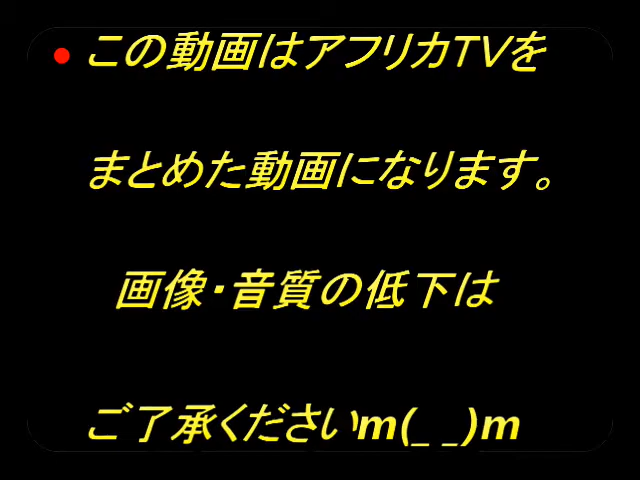 ● この動画はアフリカTVを
まとめた動画になります。
画像・音質の低下は
ご了承くださいm(_ _)m